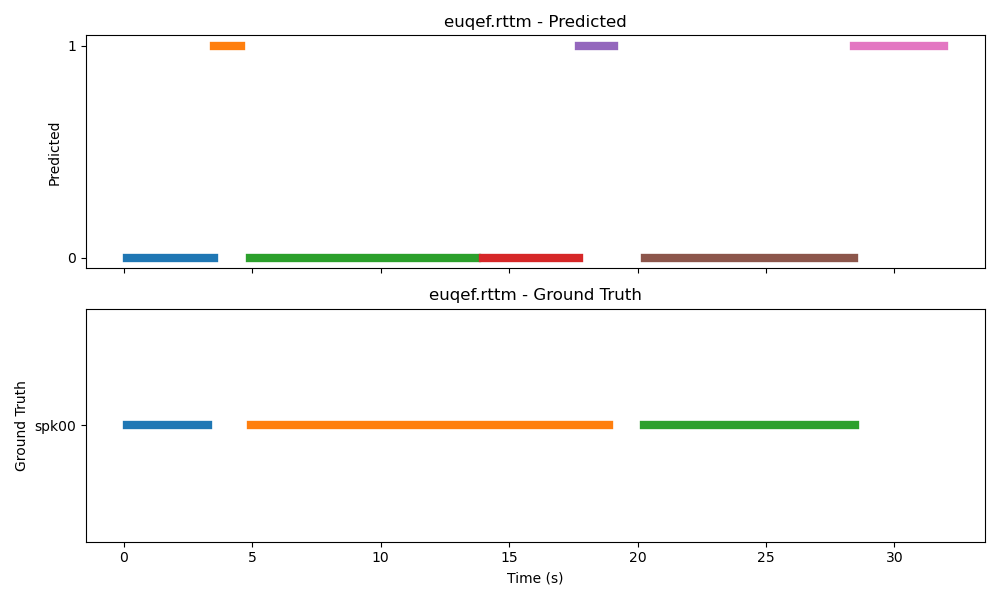 euqef.rttm - Predicted
1
Predicted
0
euqef.rttm - Ground Truth
Ground Truth
spk00
0 5 10 15 20 25 30
Time (s)